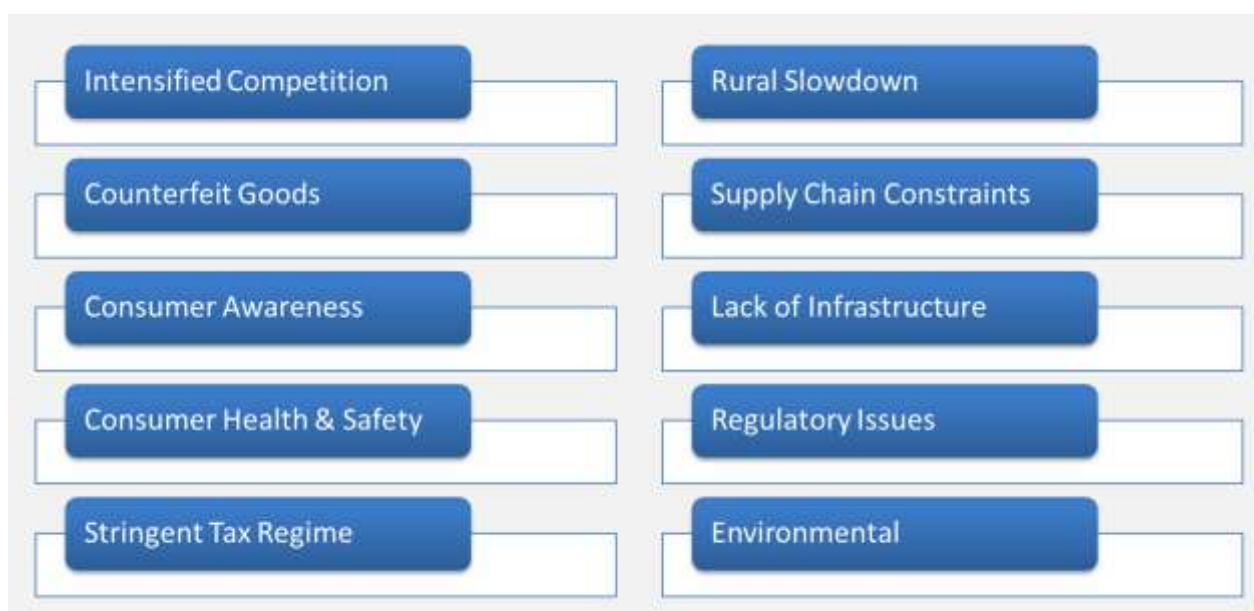 Intensified Competition
Counterfeit Goods
Consumer Awareness
Consumer Health & Safety
Stringent Tax Regime
Rural Slowdown
Supply Chain Constraints
Lack of Infrastructure
Regulatory Issues
Environmental